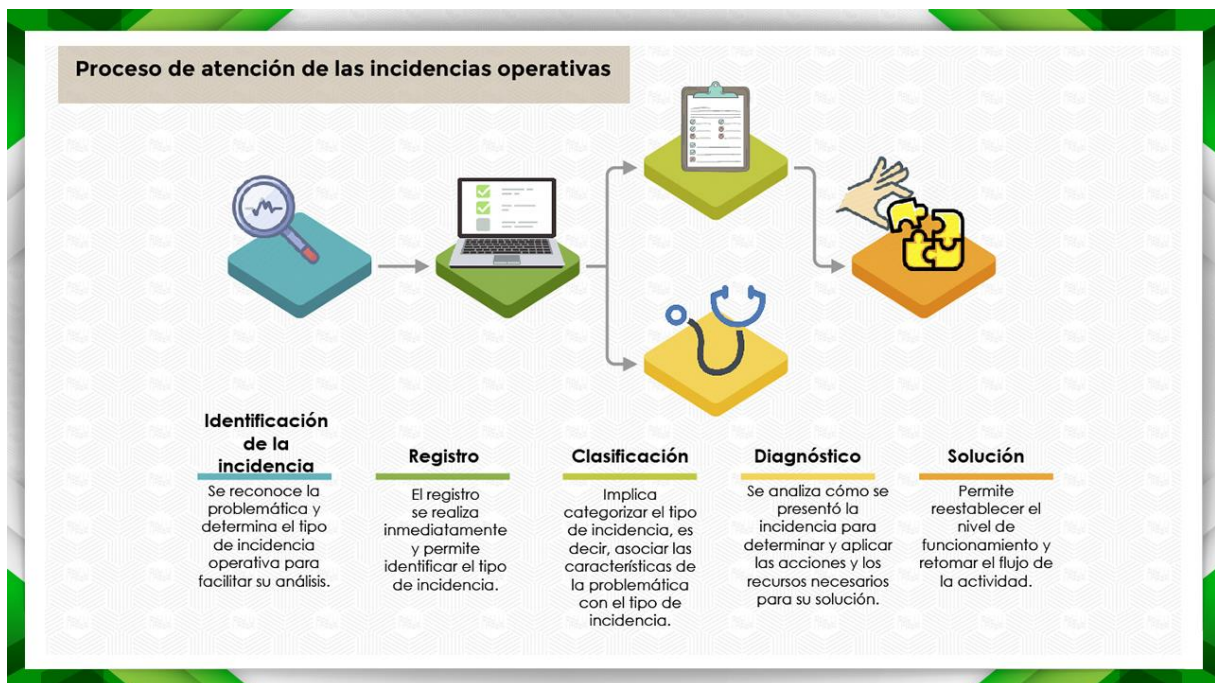 Proceso de atención de las incidencias operativas
Identificación
de la
incidencia
Se reconoce la
problemática y
determina el tipo
de incidencia
operativa para
facilitar su análisis.
Registro
El registro
se realiza
inmediatamente
y permite
identificar el tipo
de incidencia.
Clasificación
Implica
categorizar el tipo
de incidencia, es
decir, asociar las
características de
la problemática
con el tipo de
incidencia.
Diagnóstico
Se analiza cómo se
presentó la
incidencia para
determinar y aplicar
las acciones y los
recursos necesarios
para su solución.
Solución
Permite
reestablecer el
nivel de
funcionamiento y
retomar el flujo de
la actividad.